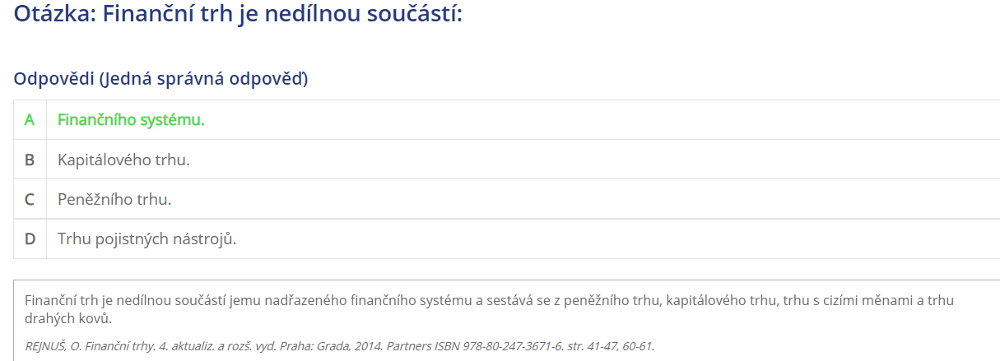 Otázka: Finanční trh je nedílnou součástí:
Odpovědi (Jedná správná odpověď)
A Finančního systému.
B Kapitálového trhu.
C Peněžního trhu.
D Trhu pojistných nástrojů.
Finanční trh je nedílnou součástí jemu nadřazeného finančního systému a sestává se z peněžního trhu, kapitálového trhu, trhu s cizími měnami a trhu
drahých kovů.
REJNUŠ, O. Finanční trhy. 4. aktualiz. a rozš. vyd. Praha: Grada, 2014. Partners ISBN 978-80-247-3671-6. str. 41-47, 60-61.